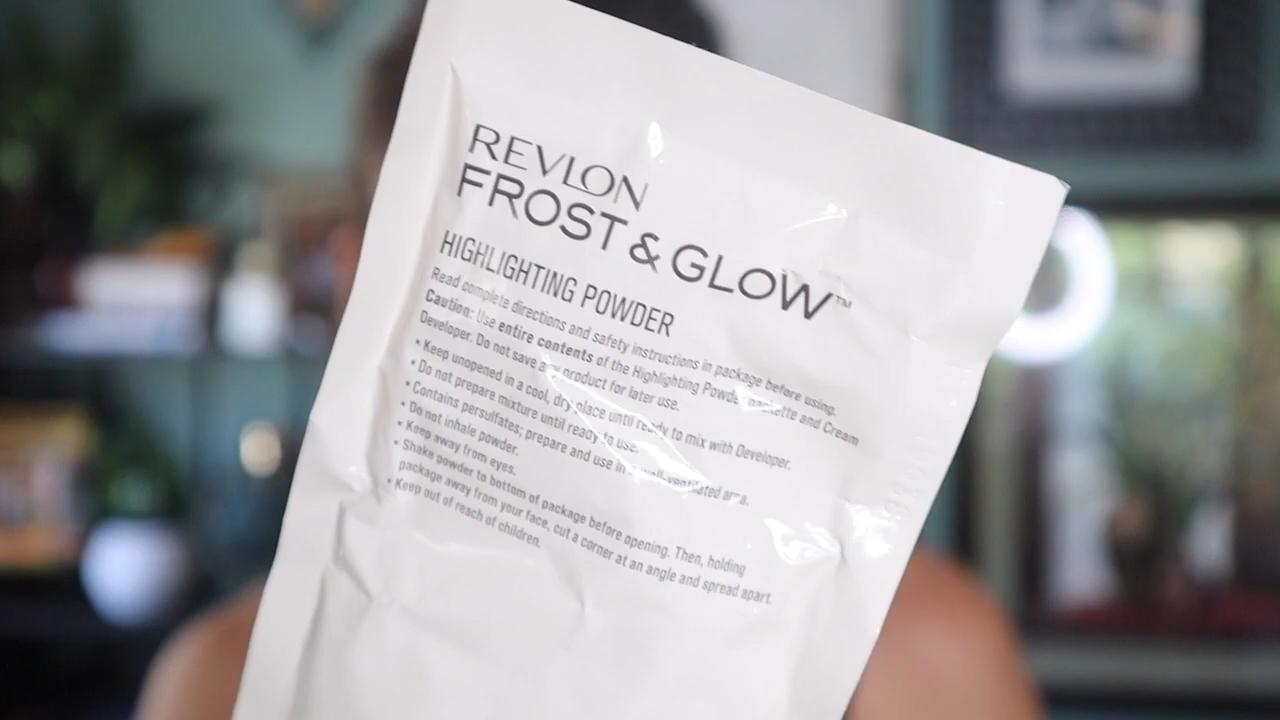 REVLON
FROST & GLOW™
HIGHLIGHTING POWDER
Read complete directions and safety instructions in package before using.
Caution: Use entire contents of the Highlighting Powder and Cream
Developer. Do not save any product for later use.
• Keep unopened in a cool, dry place until ready to mix with Developer.
• Do not prepare mixture until ready to use.
• Contains persulfates; prepare and use in a well-ventilated area.
• Do not inhale powder.
• Keep away from eyes.
• Shake powder to bottom of package before opening. Then, holding
package away from your face, cut a corner at an angle and spread apart.
• Keep out of reach of children.